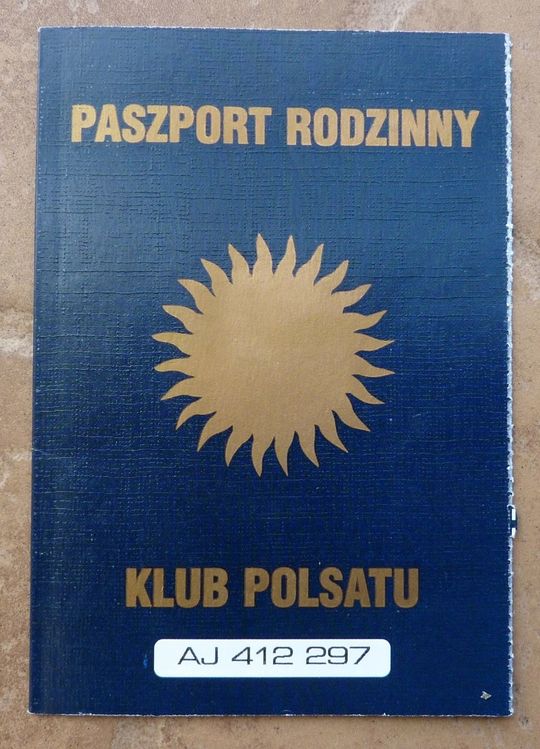 PASZPORT RODZINNY
KLUB POLSATU
AJ 412 297